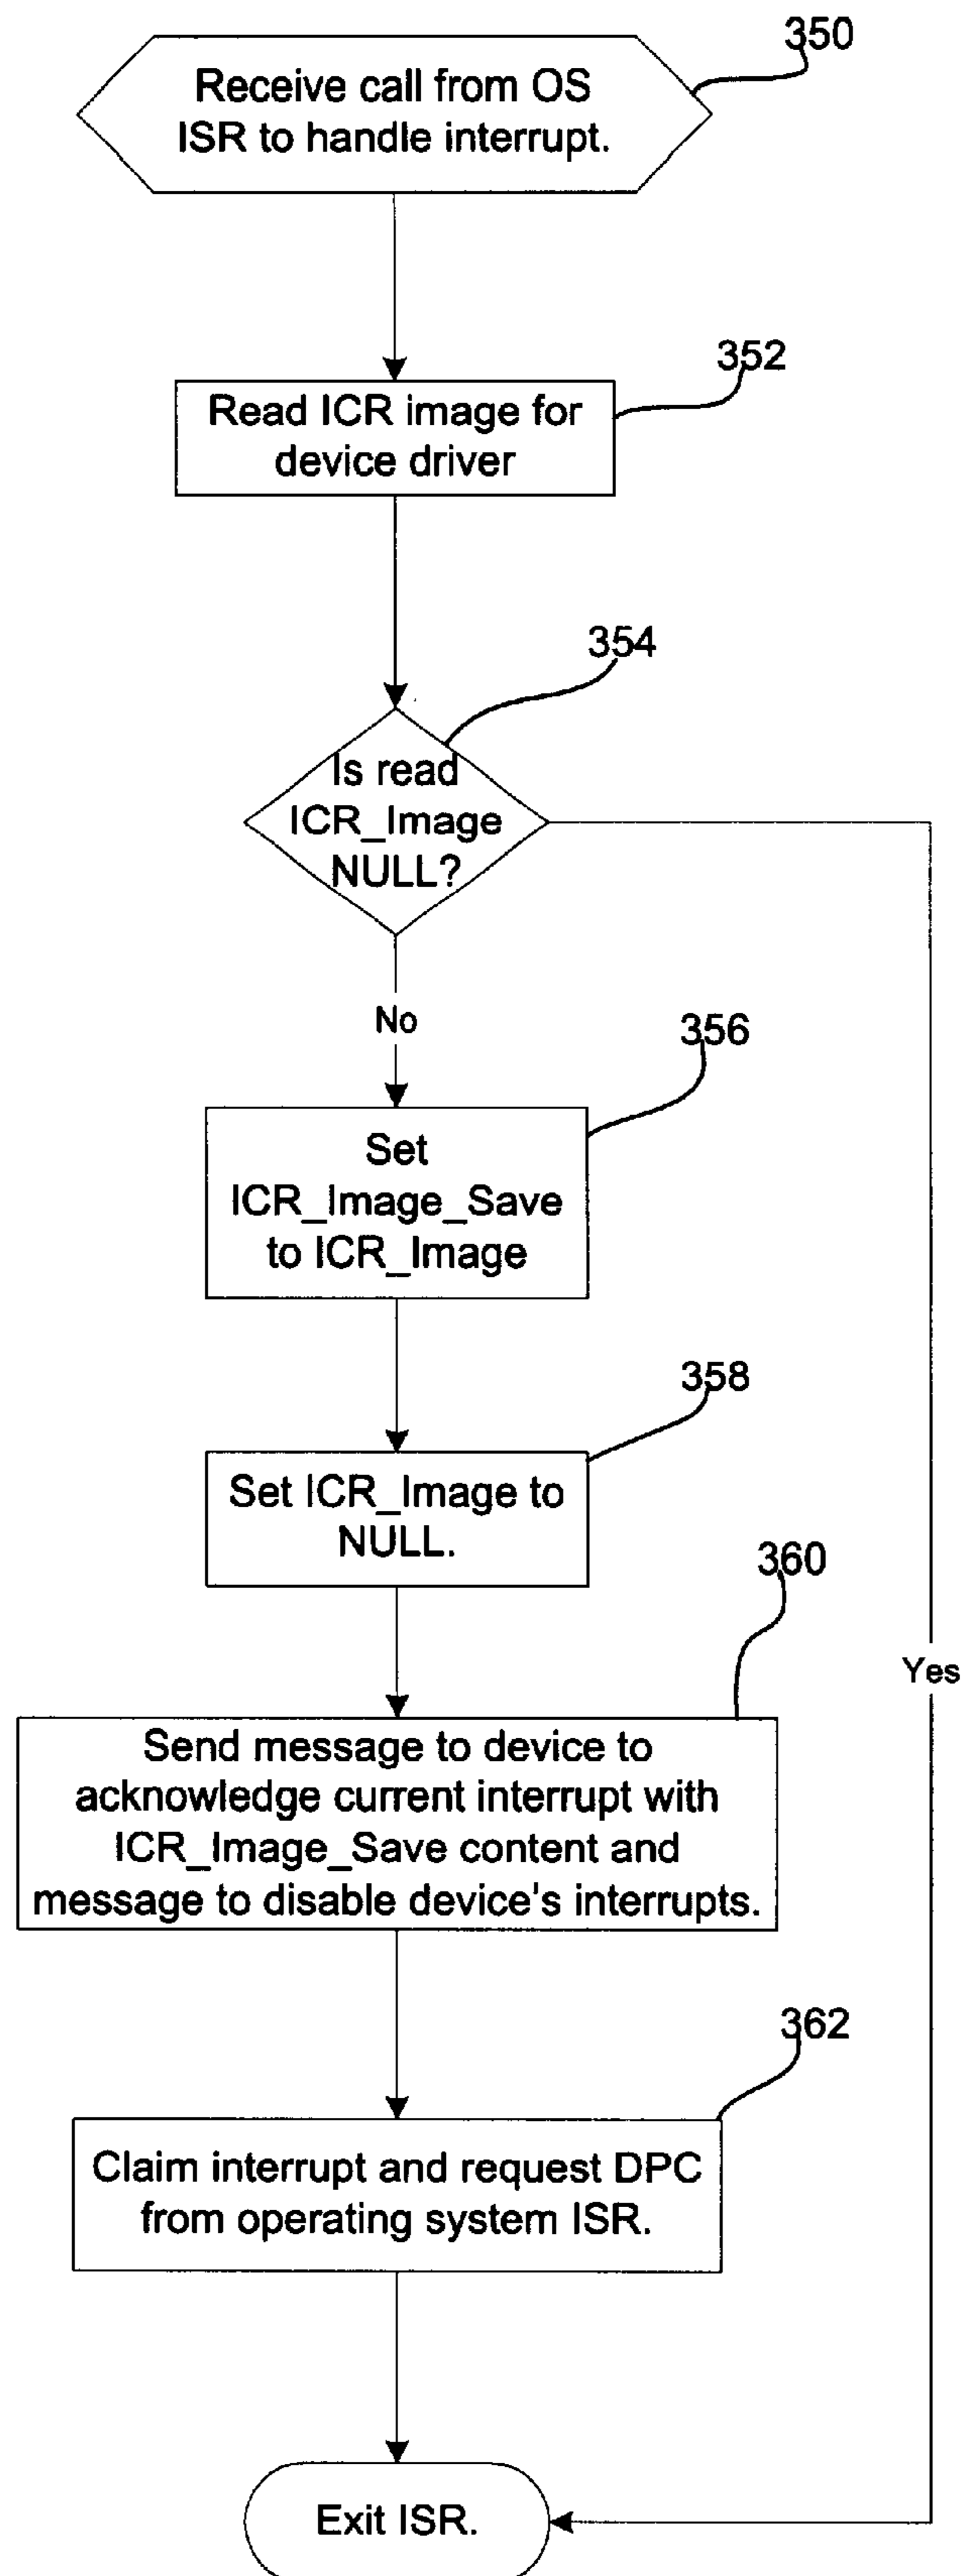 350
Receive call from OS
ISR to handle interrupt.
352
Read ICR image for
device driver
354
Is read
ICR_Image
NULL?
No
356
Set
ICR_Image_Save
to ICR_Image
358
Set ICR_Image to
NULL.
360
Yes
Send message to device to
acknowledge current interrupt with
ICR_Image_Save content and
message to disable device's interrupts.
362
Claim interrupt and request DPC
from operating system ISR.
Exit ISR.